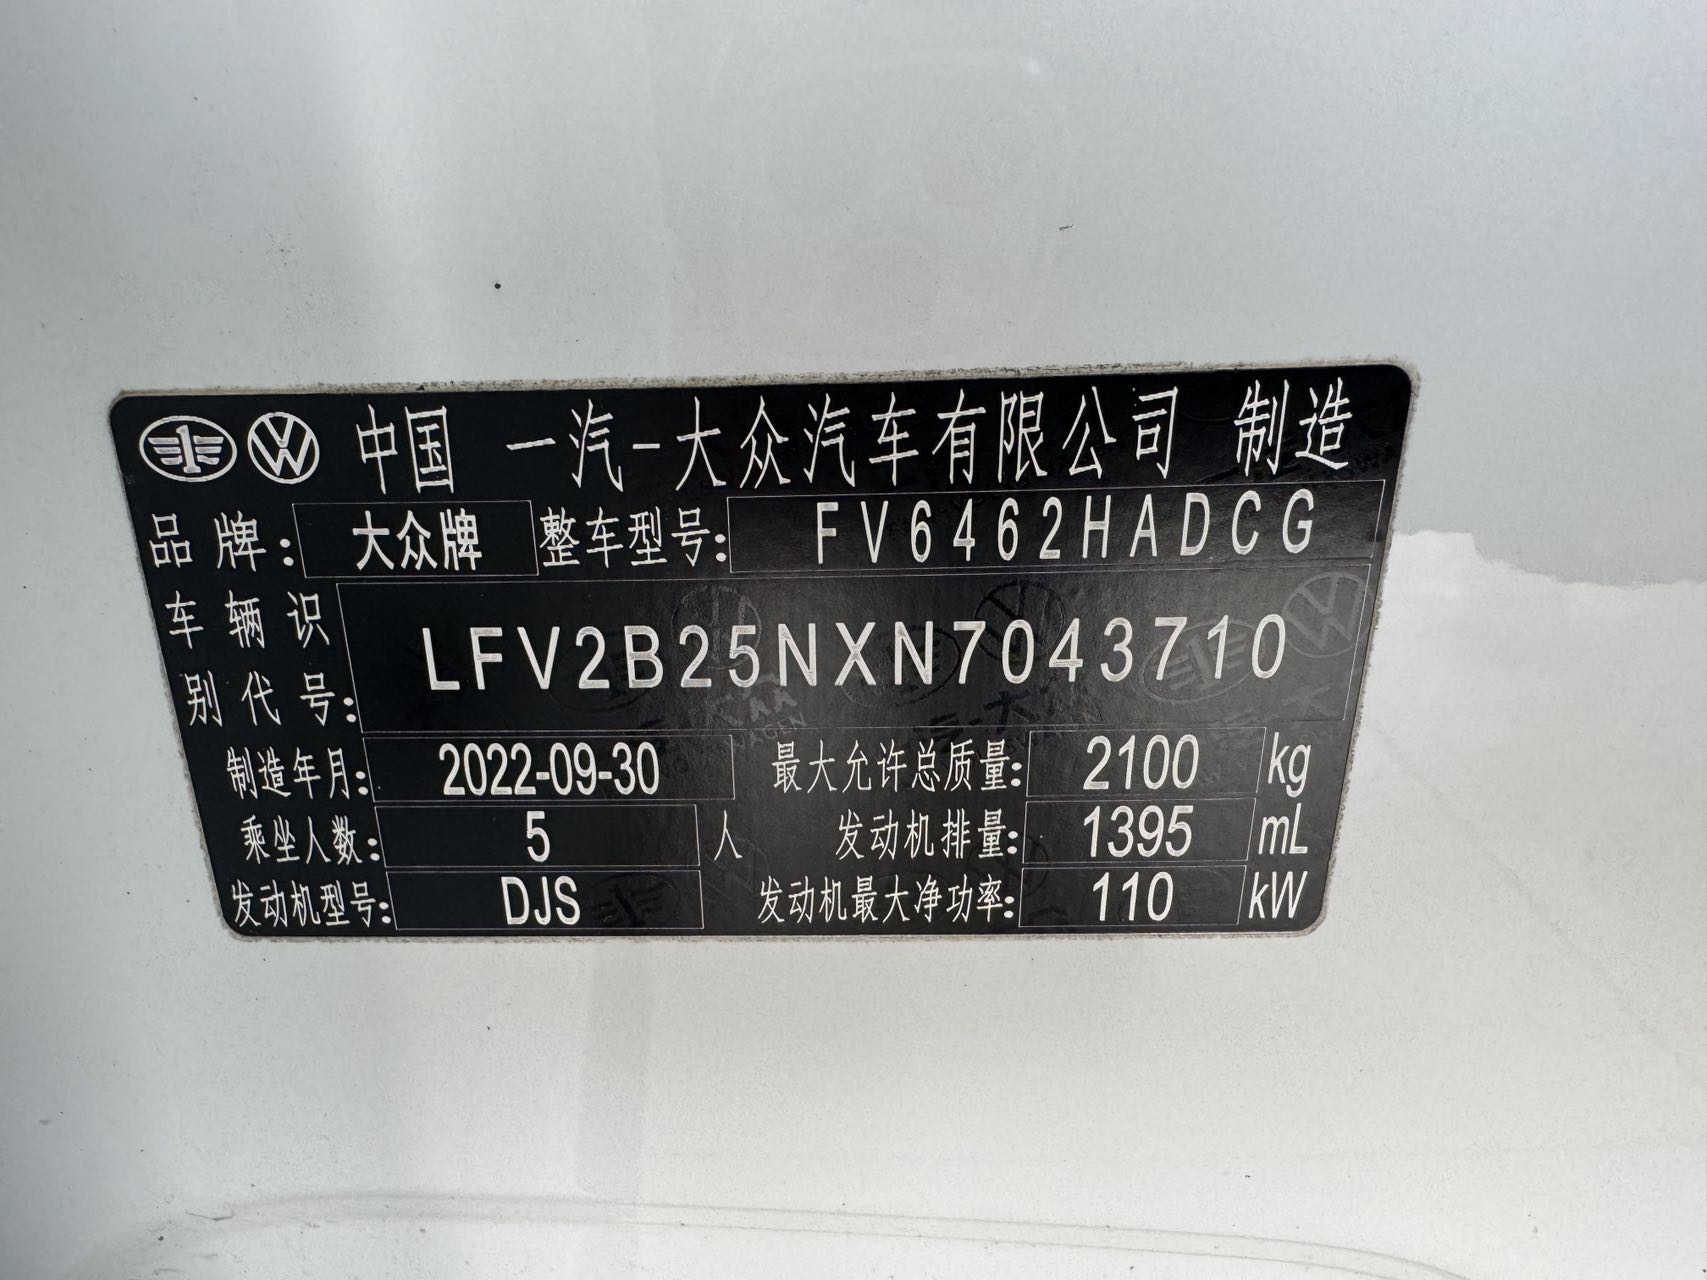 中国 一汽-大众汽车有限公司 制造
品牌: 大众牌 整车型号: FV6462HADCG
车辆识
别代号: LFV2B25NXN7043710
制造年月: 2022-09-30 最大允许总质量: 2100 kg
乘坐人数: 5 人 发动机排量: 1395 mL
发动机型号: DJS 发动机最大净功率: 110 kW